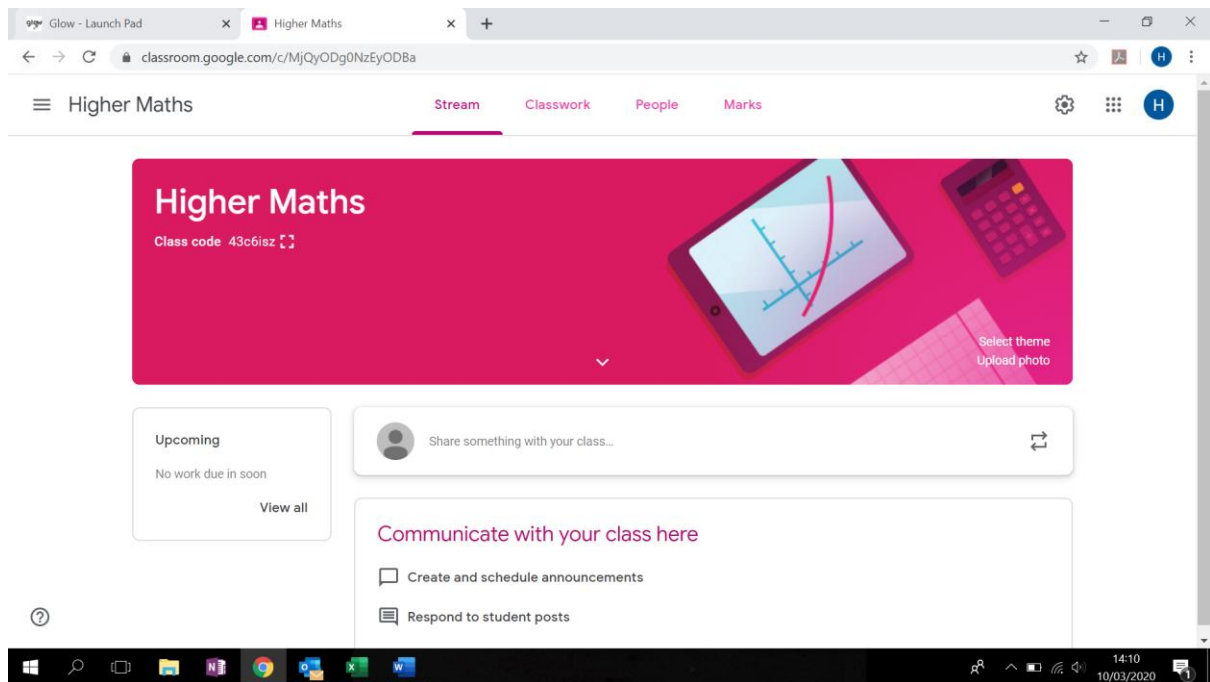 Glow - Launch Pad
Higher Maths
classroom.google.com/c/MjQyODg0NzEyODBa
H
Higher Maths
Stream Classwork People Marks
H
Higher Maths
Class code 43c6isz
Select theme
Upload photo
Upcoming
No work due in soon
View all
Share something with your class...
Communicate with your class here
Create and schedule announcements
Respond to student posts
14:10
10/03/2020
1